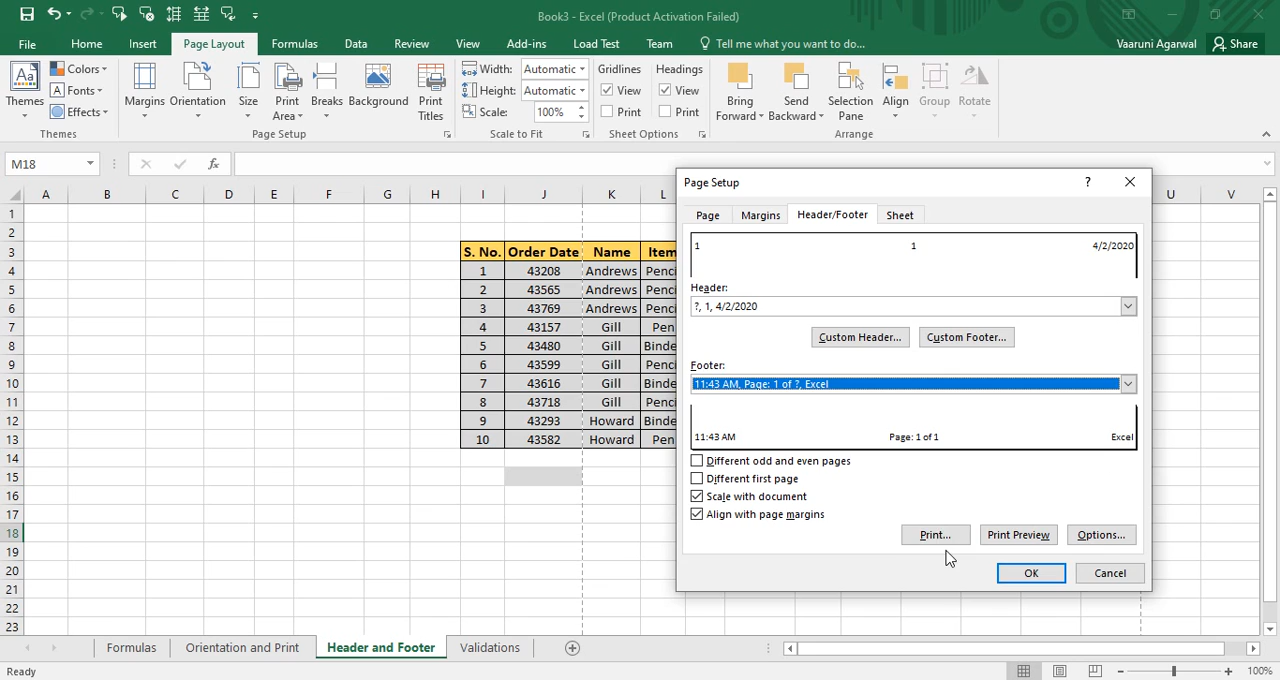 Book3 - Excel (Product Activation Failed)
File Home Insert Page Layout Formulas Data Review View Add-ins Load Test Team Tell me what you want to do... Vaaruni Agarwal Share
Themes
Colors
Fonts
Effects
Margins Orientation Size Print Area Breaks Background Print Titles
Width: Automatic
Height: Automatic
Scale: 100%
Gridlines Headings
View View
Print Print
Bring Forward Send Backward Selection Pane Align Group Rotate
Themes Page Setup Scale to Fit Sheet Options Arrange
M18 fx
A B C D E F G H I J K L U V
1
2
3 S. No. Order Date Name Item
4 1 43208 Andrews Penci
5 2 43565 Andrews Penci
6 3 43769 Andrews Penci
7 4 43157 Gill Pen
8 5 43480 Gill Binde
9 6 43599 Gill Penci
10 7 43616 Gill Binde
11 8 43718 Gill Penci
12 9 43293 Howard Binde
13 10 43582 Howard Pen
14
15
16
17
18
19
20
21
22
23
Page Setup ?
Page Margins Header/Footer Sheet
1 1 4/2/2020
Header:
?, 1, 4/2/2020
Custom Header... Custom Footer...
Footer:
11:43 AM, Page: 1 of ?, Excel
11:43 AM Page: 1 of 1 Excel
Different odd and even pages
Different first page
Scale with document
Align with page margins
Print... Print Preview Options...
OK Cancel
Formulas Orientation and Print Header and Footer Validations
Ready 100%